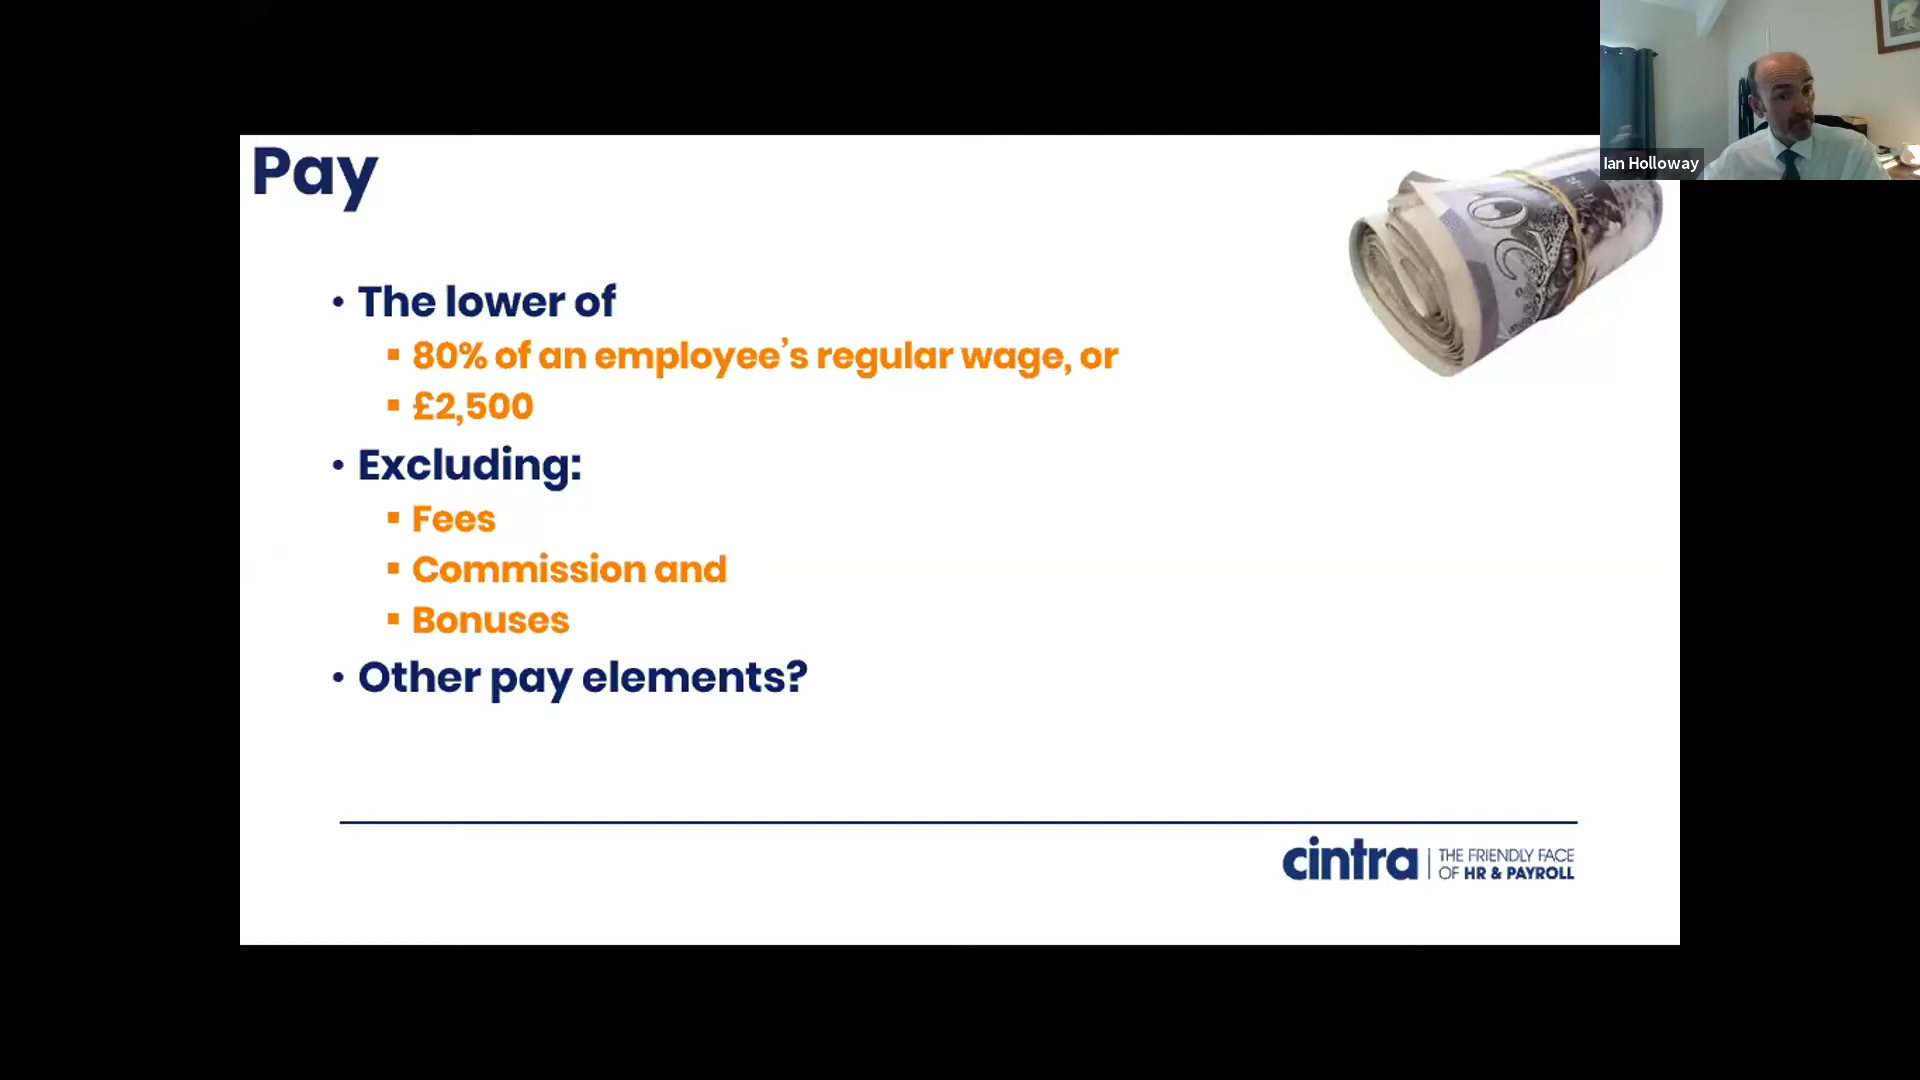 Pay
Ian Holloway
• The lower of
▪ 80% of an employee’s regular wage, or
▪ £2,500
• Excluding:
▪ Fees
▪ Commission and
▪ Bonuses
• Other pay elements?
cintra
THE FRIENDLY FACE
OF HR & PAYROLL
20